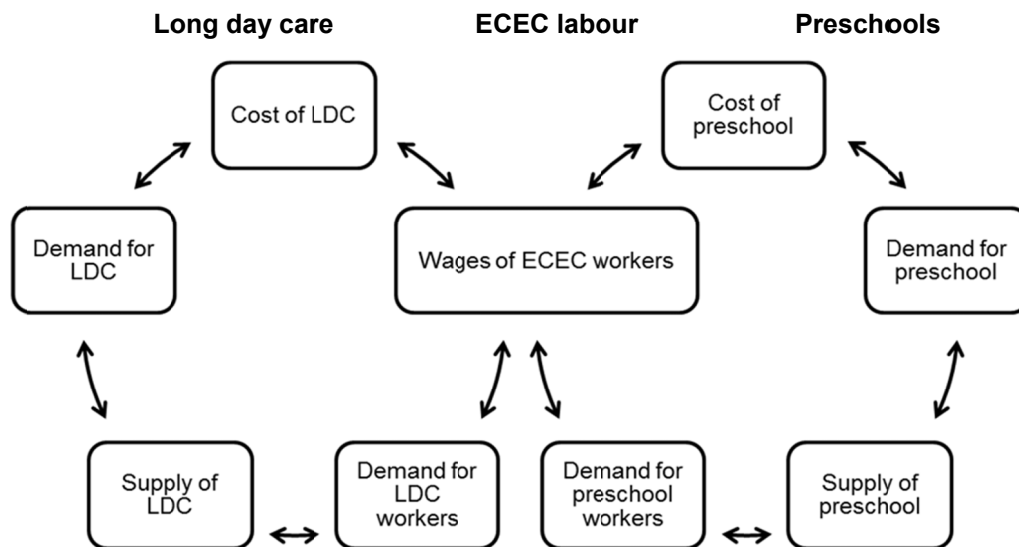 Long day care
ECEC labour
Preschools
Cost of LDC
Cost of
preschool
Demand for
LDC
Wages of ECEC workers
Demand for
preschool
Supply of
LDC
Demand for
LDC
workers
Demand for
preschool
workers
Supply of
preschool